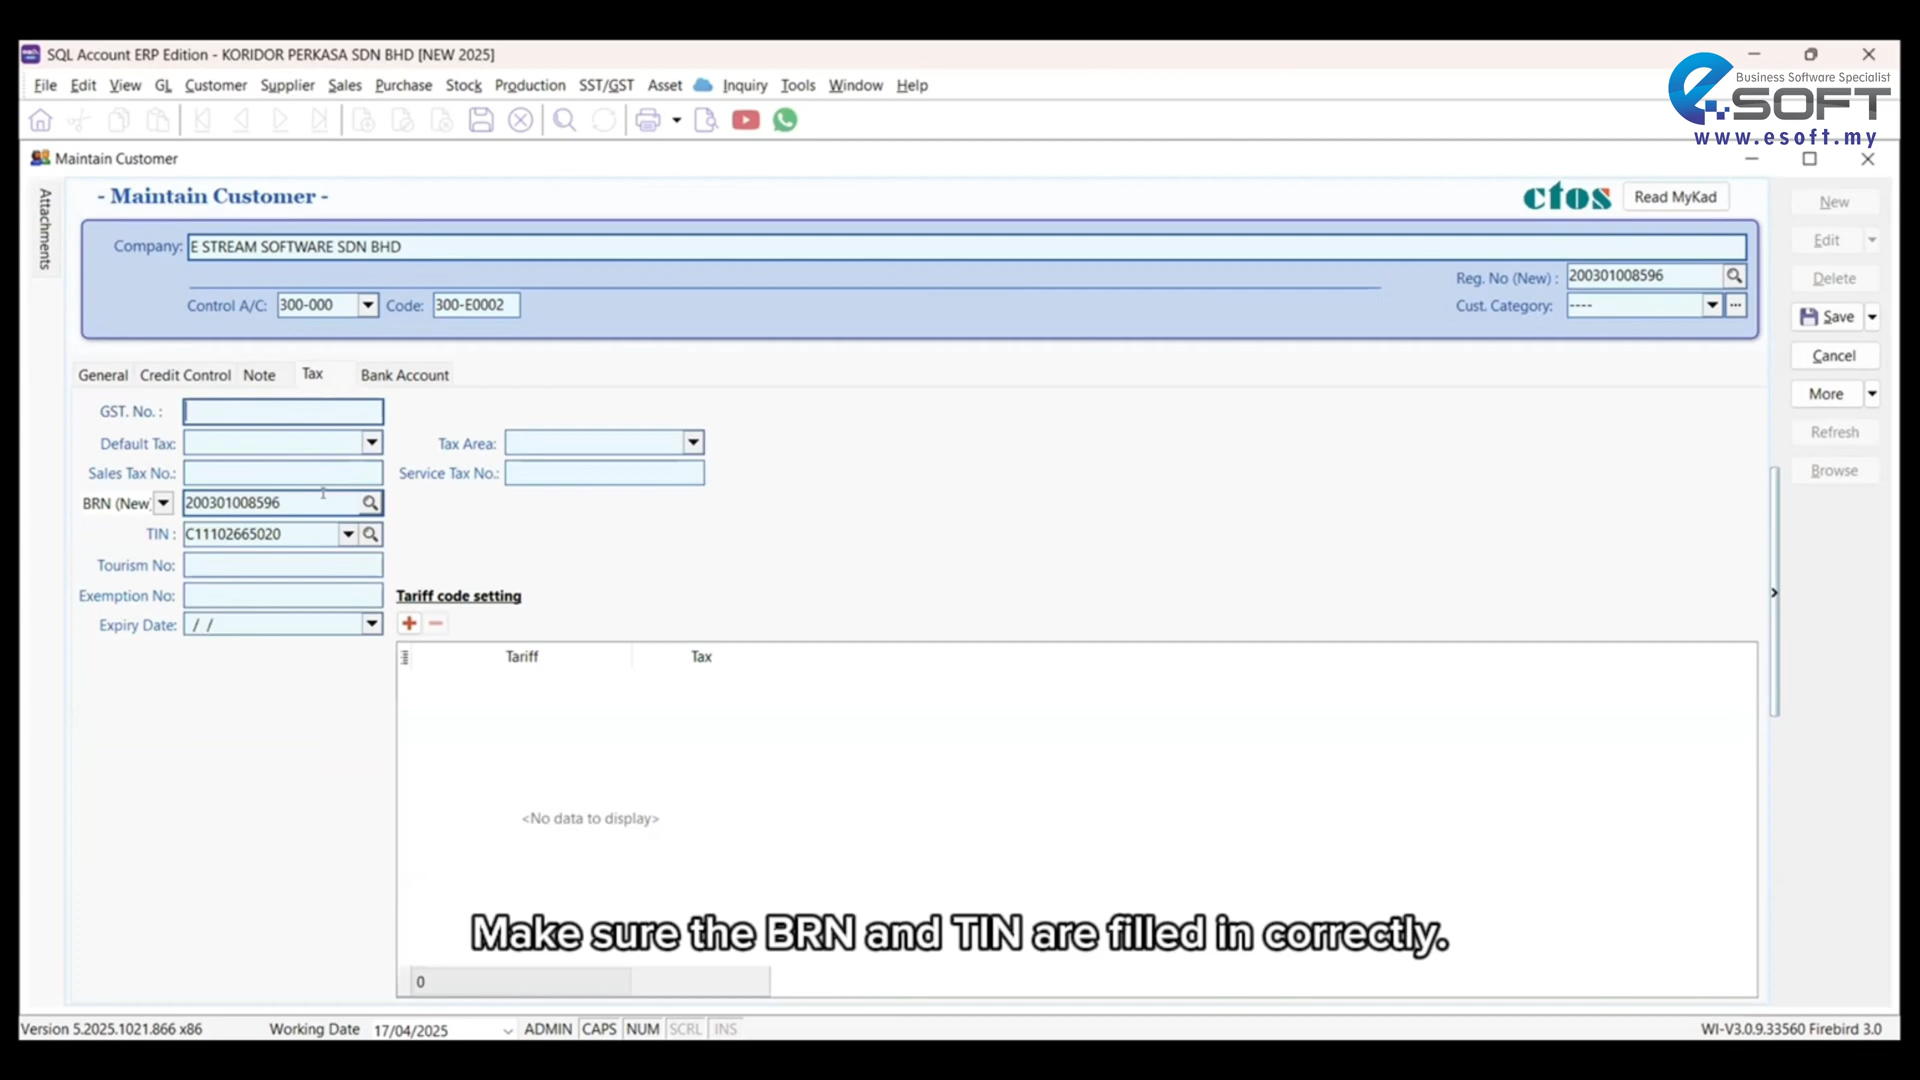 SQL Account ERP Edition - KORIDOR PERKASA SDN BHD [NEW 2025]
File Edit View GL Customer Supplier Sales Purchase Stock Production SST/GST Asset Inquiry Tools Window Help
Business Software Specialist
eSOFT
www.esoft.my
Maintain Customer
Attachments
- Maintain Customer -
ctos Read MyKad
New
Company: E STREAM SOFTWARE SDN BHD
Edit
Reg. No (New) : 200301008596
Delete
Control A/C: 300-000 Code: 300-E0002
Cust. Category: ----
Save
Cancel
General Credit Control Note Tax Bank Account
More
GST. No. :
Refresh
Default Tax: Tax Area:
Sales Tax No.: Service Tax No.:
Browse
BRN (New) 200301008596
TIN : C11102665020
Tourism No:
Exemption No: Tariff code setting
Expiry Date: / /
Tariff Tax
<No data to display>
Make sure the BRN and TIN are filled in correctly.
0
Version 5.2025.1021.866 x86 Working Date 17/04/2025 ADMIN CAPS NUM SCRL INS WI-V3.0.9.33560 Firebird 3.0